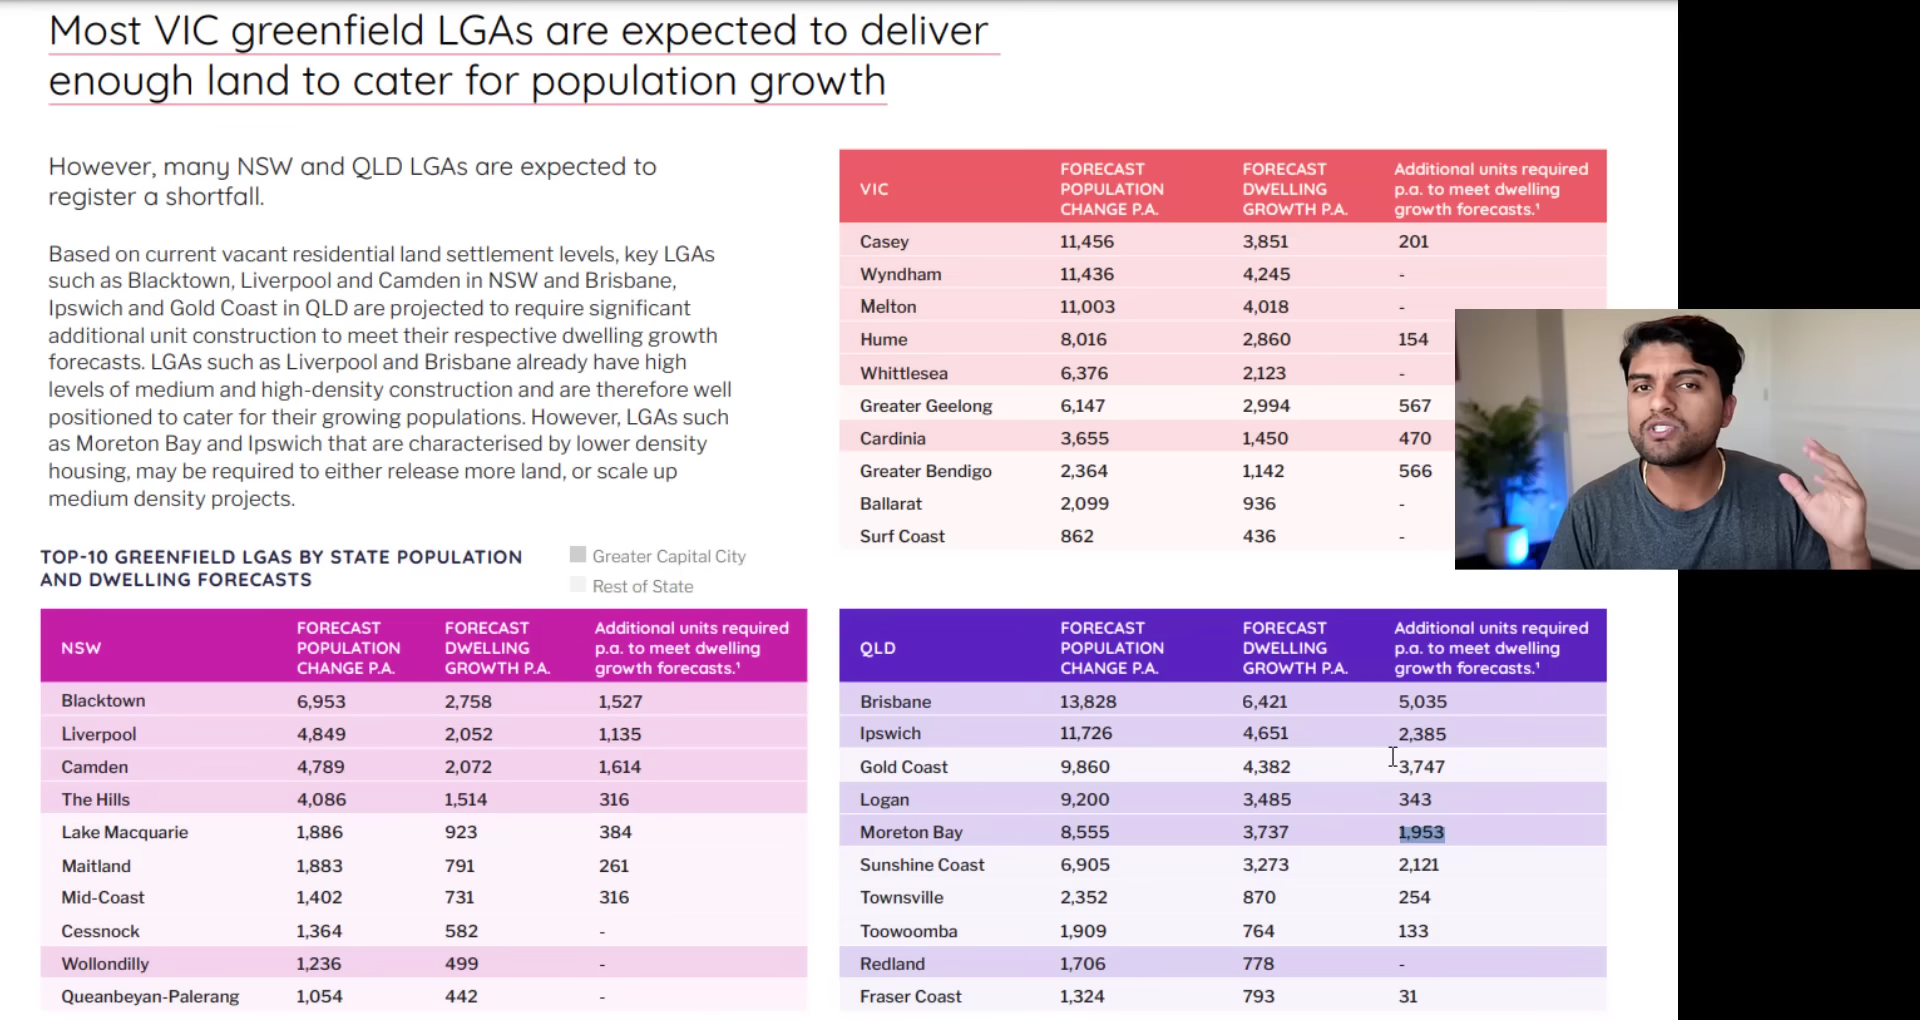 Most VIC greenfield LGAs are expected to deliver
enough land to cater for population growth
However, many NSW and QLD LGAs are expected to
register a shortfall.
Based on current vacant residential land settlement levels, key LGAs
such as Blacktown, Liverpool and Camden in NSW and Brisbane,
Ipswich and Gold Coast in QLD are projected to require significant
additional unit construction to meet their respective dwelling growth
forecasts. LGAs such as Liverpool and Brisbane already have high
levels of medium and high-density construction and are therefore well
positioned to cater for their growing populations. However, LGAs such
as Moreton Bay and Ipswich that are characterised by lower density
housing, may be required to either release more land, or scale up
medium density projects.
TOP-10 GREENFIELD LGAS BY STATE POPULATION
AND DWELLING FORECASTS
Greater Capital City
Rest of State
VIC FORECAST POPULATION CHANGE P.A. FORECAST DWELLING GROWTH P.A. Additional units required p.a. to meet dwelling growth forecasts.¹
Casey 11,456 3,851 201
Wyndham 11,436 4,245 -
Melton 11,003 4,018 -
Hume 8,016 2,860 154
Whittlesea 6,376 2,123 -
Greater Geelong 6,147 2,994 567
Cardinia 3,655 1,450 470
Greater Bendigo 2,364 1,142 566
Ballarat 2,099 936 -
Surf Coast 862 436 -
NSW FORECAST POPULATION CHANGE P.A. FORECAST DWELLING GROWTH P.A. Additional units required p.a. to meet dwelling growth forecasts.¹
Blacktown 6,953 2,758 1,527
Liverpool 4,849 2,052 1,135
Camden 4,789 2,072 1,614
The Hills 4,086 1,514 316
Lake Macquarie 1,886 923 384
Maitland 1,883 791 261
Mid-Coast 1,402 731 316
Cessnock 1,364 582 -
Wollondilly 1,236 499 -
Queanbeyan-Palerang 1,054 442 -
QLD FORECAST POPULATION CHANGE P.A. FORECAST DWELLING GROWTH P.A. Additional units required p.a. to meet dwelling growth forecasts.¹
Brisbane 13,828 6,421 5,035
Ipswich 11,726 4,651 2,385
Gold Coast 9,860 4,382 3,747
Logan 9,200 3,485 343
Moreton Bay 8,555 3,737 1,953
Sunshine Coast 6,905 3,273 2,121
Townsville 2,352 870 254
Toowoomba 1,909 764 133
Redland 1,706 778 -
Fraser Coast 1,324 793 31